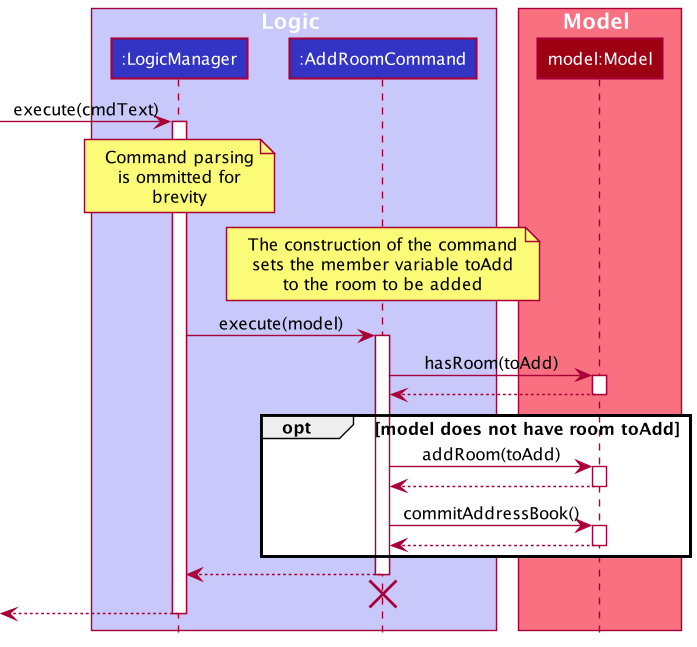 Logic
Model
:LogicManager
:AddRoomCommand
model:Model
execute(cmdText)
Command parsing
is ommitted for
brevity
The construction of the command
sets the member variable toAdd
to the room to be added
execute(model)
hasRoom(toAdd)
opt
[model does not have room toAdd]
addRoom(toAdd)
commitAddressBook()